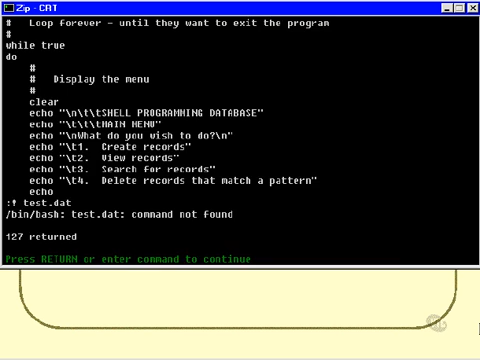 Zip - CAT
#   Loop forever - until they want to exit the program
#
while true
do
    #
    #   Display the menu
    #
    clear
    echo "\n\t\tSHELL PROGRAMMING DATABASE"
    echo "\t\t\tMAIN MENU"
    echo "\nWhat do you wish to do?\n"
    echo "\t1.  Create records"
    echo "\t2.  View records"
    echo "\t3.  Search for records"
    echo "\t4.  Delete records that match a pattern"
    echo
:! test.dat
/bin/bash: test.dat: command not found
127 returned
Press RETURN or enter command to continue